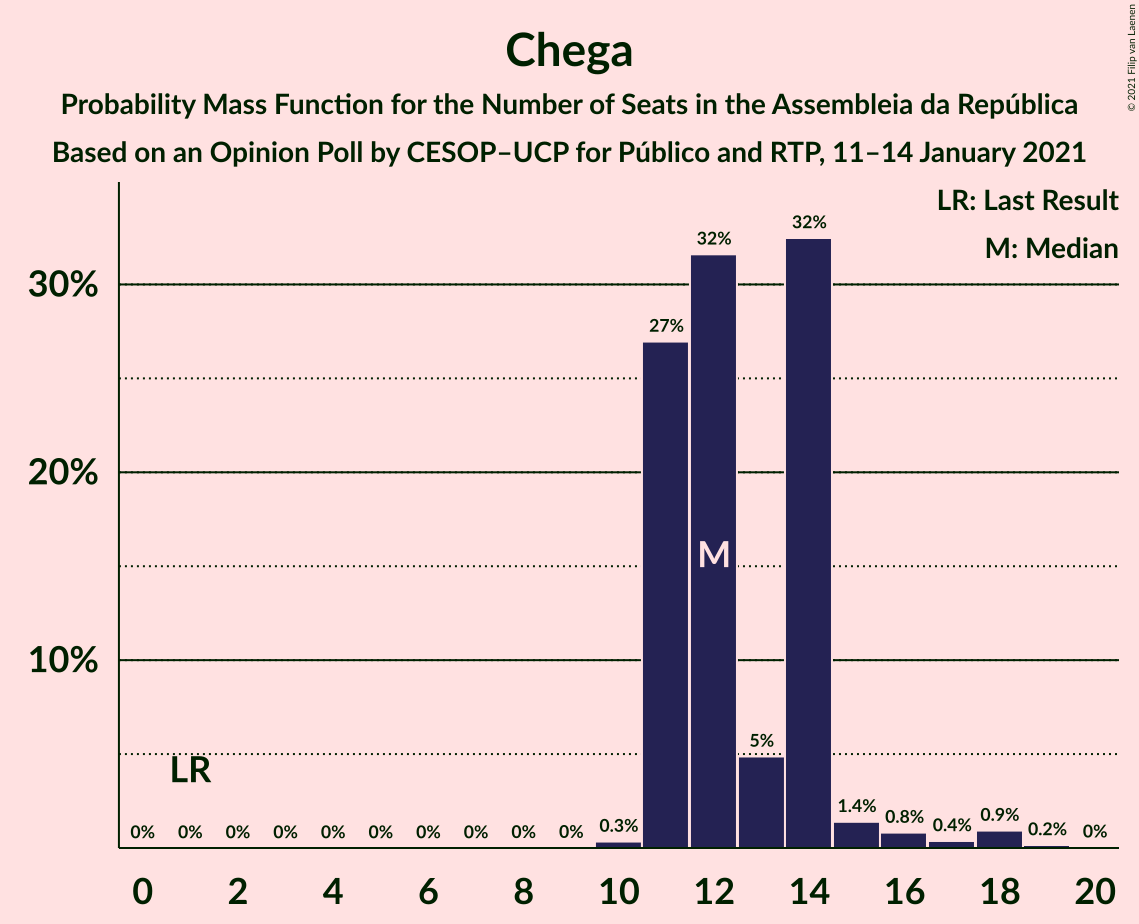 Chega
Probability Mass Function for the Number of Seats in the Assembleia da República
Based on an Opinion Poll by CESOP–UCP for Público and RTP, 11–14 January 2021
© 2021 Filip van Laenen
LR: Last Result
M: Median
30%
20%
10%
LR
M
0% 0% 0% 0% 0% 0% 0% 0% 0% 0% 0.3% 27% 32% 5% 32% 1.4% 0.8% 0.4% 0.9% 0.2% 0%
0 2 4 6 8 10 12 14 16 18 20